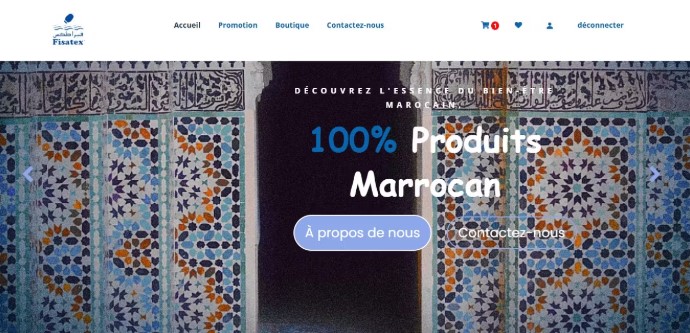 Fisatex
Accueil Promotion Boutique Contactez-nous 1 déconnecter
DÉCOUVREZ L'ESSENCE DU BIEN-ÊTRE
MAROCAIN
100% Produits
Marrocan
À propos de nous Contactez-nous